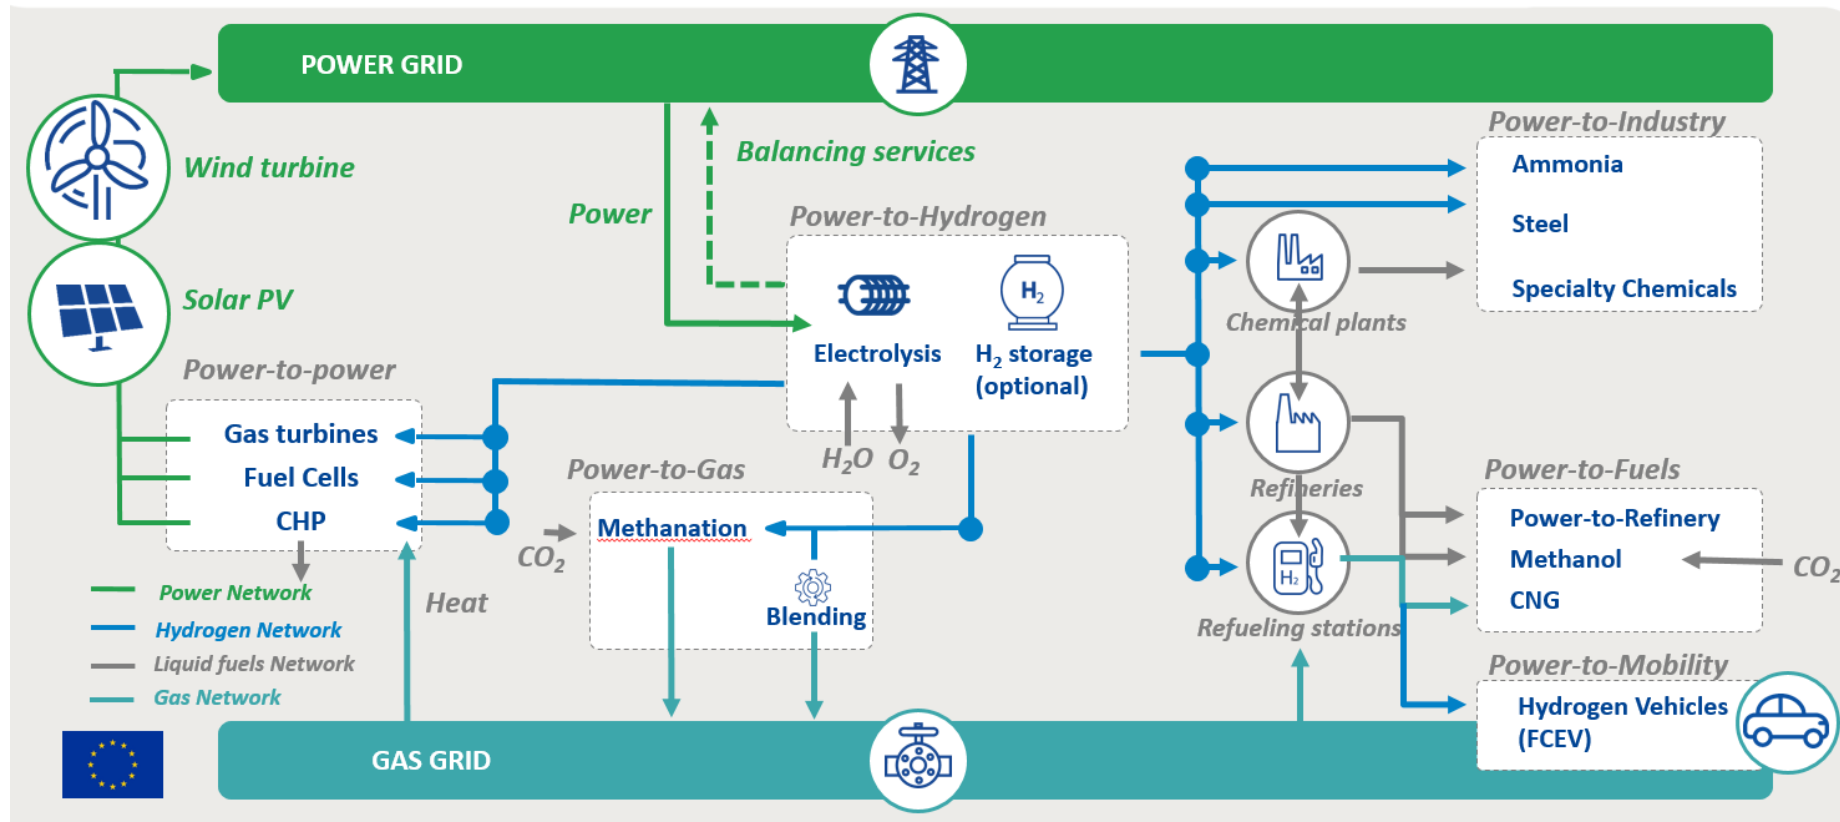 POWER GRID
Power-to-Industry
Ammonia
Steel
Specialty Chemicals
Wind turbine
Balancing services
Power
Power-to-Hydrogen
Solar PV
H2
Electrolysis
H2 storage
(optional)
Chemical plants
Power-to-power
Gas turbines
Fuel Cells
CHP
H2O
O2
Power-to-Gas
Methanation
CO2
Blending
Refineries
Power-to-Fuels
Power-to-Refinery
Methanol
CO2
CNG
H2
Refueling stations
Heat
Power Network
Hydrogen Network
Liquid fuels Network
Gas Network
Power-to-Mobility
Hydrogen Vehicles
(FCEV)
GAS GRID